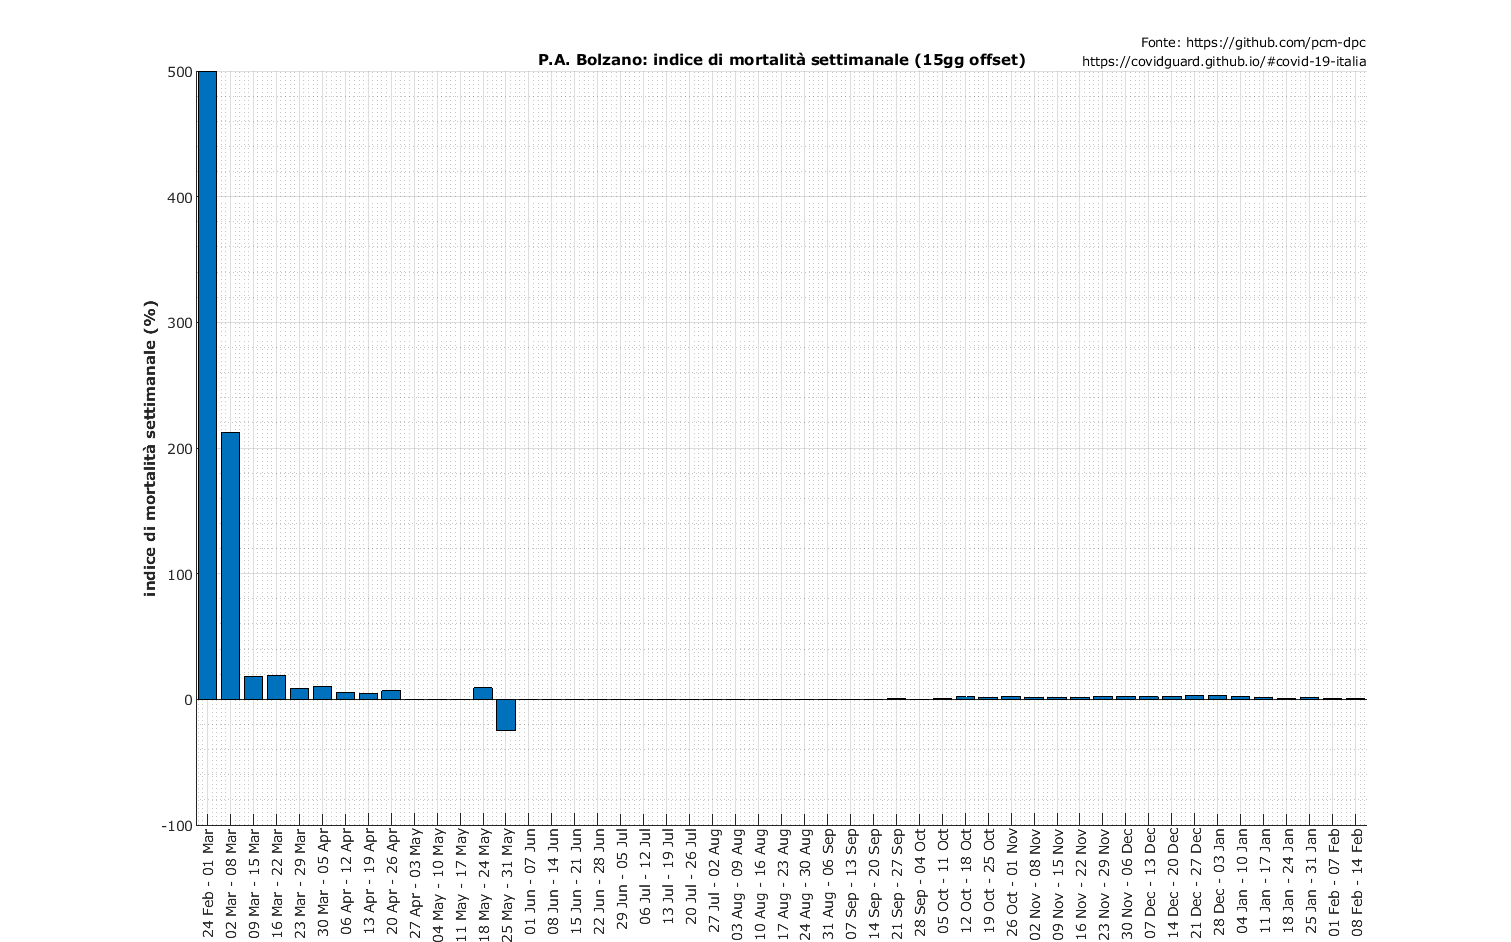 Fonte: https://github.com/pcm-dpc
P.A. Bolzano: indice di mortalità settimanale (15gg offset)
https://covidguard.github.io/#covid-19-italia
indice di mortalità settimanale (%)
500
400
300
200
100
0
-100
24 Feb - 01 Mar
02 Mar - 08 Mar
09 Mar - 15 Mar
16 Mar - 22 Mar
23 Mar - 29 Mar
30 Mar - 05 Apr
06 Apr - 12 Apr
13 Apr - 19 Apr
20 Apr - 26 Apr
27 Apr - 03 May
04 May - 10 May
11 May - 17 May
18 May - 24 May
25 May - 31 May
01 Jun - 07 Jun
08 Jun - 14 Jun
15 Jun - 21 Jun
22 Jun - 28 Jun
29 Jun - 05 Jul
06 Jul - 12 Jul
13 Jul - 19 Jul
20 Jul - 26 Jul
27 Jul - 02 Aug
03 Aug - 09 Aug
10 Aug - 16 Aug
17 Aug - 23 Aug
24 Aug - 30 Aug
31 Aug - 06 Sep
07 Sep - 13 Sep
14 Sep - 20 Sep
21 Sep - 27 Sep
28 Sep - 04 Oct
05 Oct - 11 Oct
12 Oct - 18 Oct
19 Oct - 25 Oct
26 Oct - 01 Nov
02 Nov - 08 Nov
09 Nov - 15 Nov
16 Nov - 22 Nov
23 Nov - 29 Nov
30 Nov - 06 Dec
07 Dec - 13 Dec
14 Dec - 20 Dec
21 Dec - 27 Dec
28 Dec - 03 Jan
04 Jan - 10 Jan
11 Jan - 17 Jan
18 Jan - 24 Jan
25 Jan - 31 Jan
01 Feb - 07 Feb
08 Feb - 14 Feb